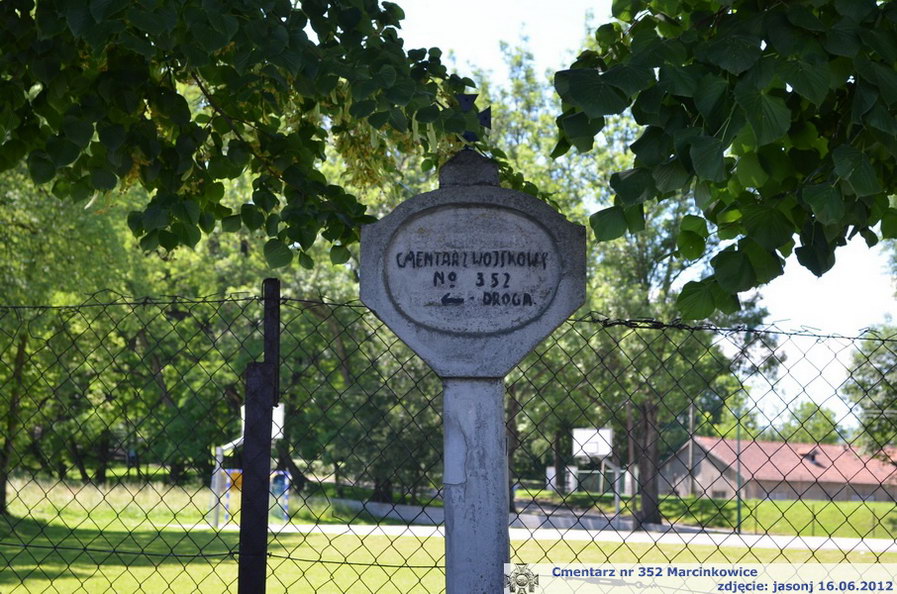 CMENTARZ WOJSKOWY
No 352
← DROGA.
Cmentarz nr 352 Marcinkowice
zdjęcie: jasonj 16.06.2012